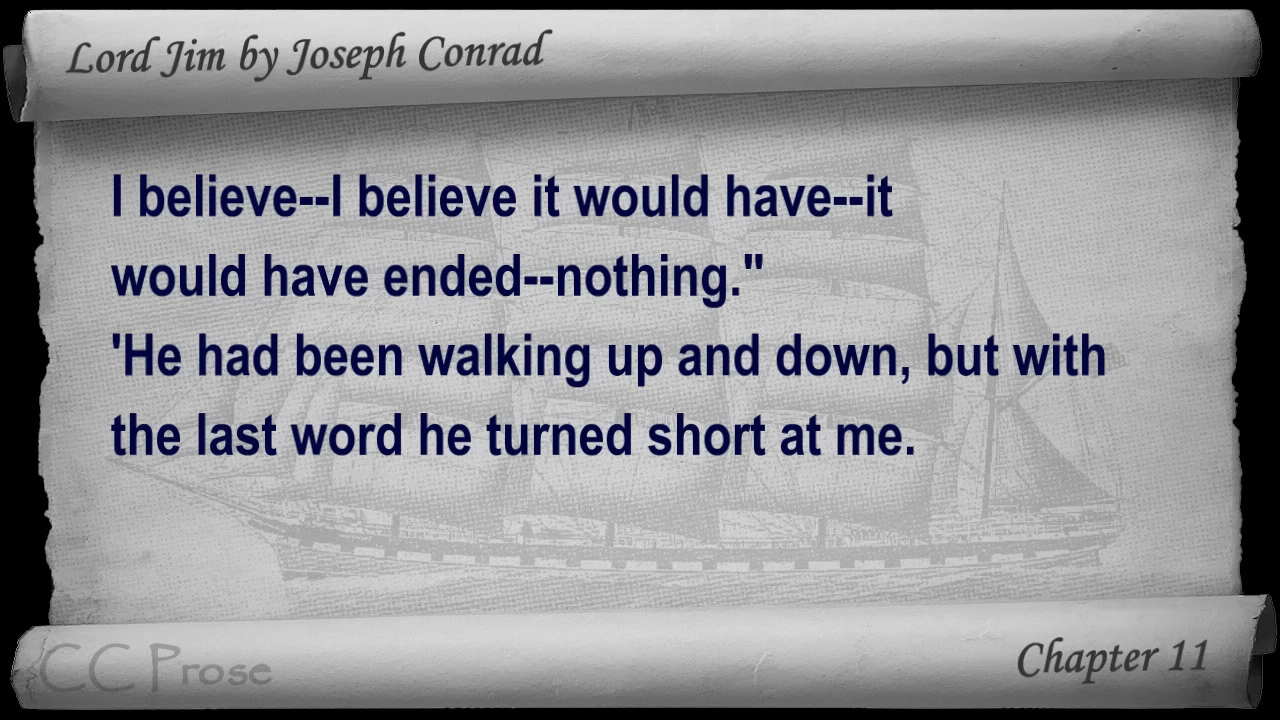 Lord Jim by Joseph Conrad
I believe--I believe it would have--it
would have ended--nothing."
'He had been walking up and down, but with
the last word he turned short at me.
CC Prose
Chapter 11